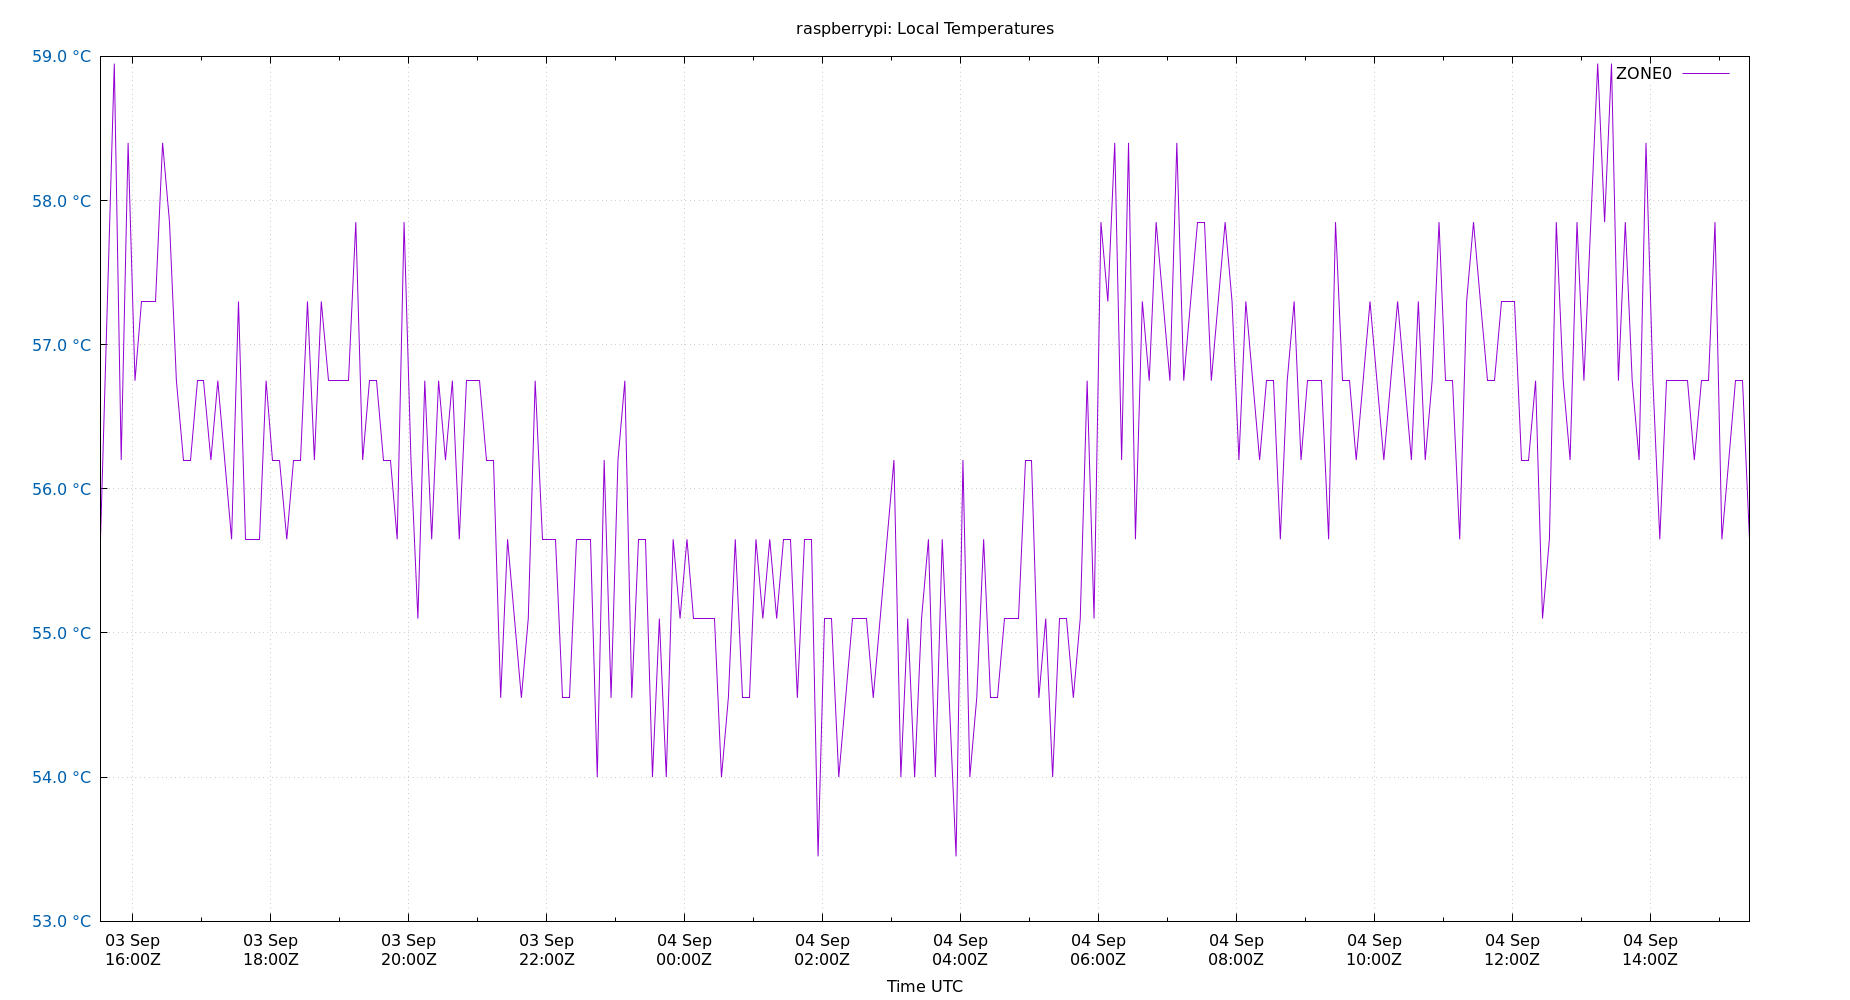 raspberrypi: Local Temperatures
59.0 °C
ZONE0
58.0 °C
57.0 °C
56.0 °C
55.0 °C
54.0 °C
53.0 °C
03 Sep 03 Sep 03 Sep 03 Sep 04 Sep 04 Sep 04 Sep 04 Sep 04 Sep 04 Sep 04 Sep 04 Sep
16:00Z 18:00Z 20:00Z 22:00Z 00:00Z 02:00Z 04:00Z 06:00Z 08:00Z 10:00Z 12:00Z 14:00Z
Time UTC